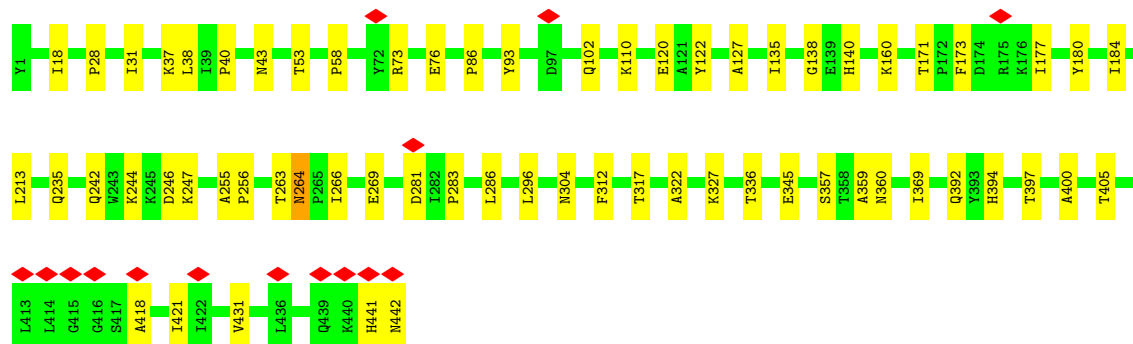 Y1 I18 P28 I31 K37 L38 I39 P40 N43 T53 P58 Y72 R73 E76 P86 Y93 D97 Q102 K110 E120 A121 Y122 A127 I135 G138 E139 H140 K160 T171 P172 F173 D174 R175 K176 I177 Y180 I184
L213 Q235 Q242 W243 K244 K245 D246 K247 A255 P256 T263 N264 P265 I266 E269 D281 I282 P283 L286 L296 N304 F312 T317 A322 K327 T336 E345 S357 T358 A359 N360 I369 Q392 Y393 H394 T397 A400 T405
L413 L414 G415 G416 S417 A418 I421 I422 V431 L436 Q439 K440 H441 N442